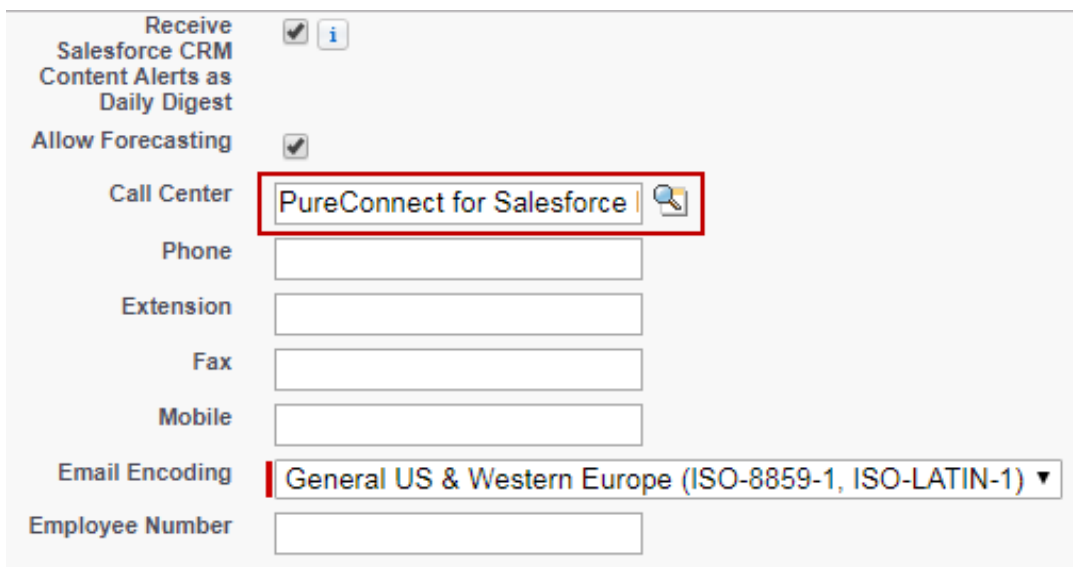 Receive
Salesforce CRM
Content Alerts as
Daily Digest
i
Allow Forecasting
Call Center
PureConnect for Salesforce
Phone
Extension
Fax
Mobile
Email Encoding
General US & Western Europe (ISO-8859-1, ISO-LATIN-1)
Employee Number